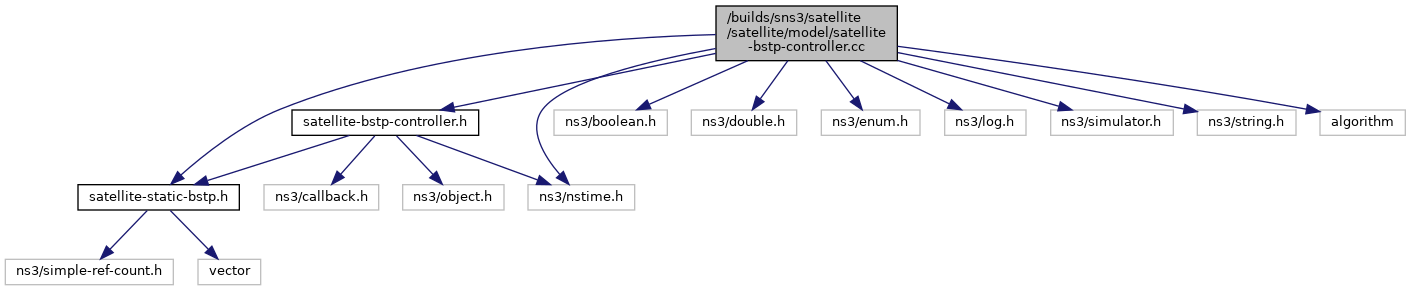 /builds/sns3/satellite
/satellite/model/satellite
-bstp-controller.cc
satellite-bstp-controller.h
ns3/boolean.h
ns3/double.h
ns3/enum.h
ns3/log.h
ns3/simulator.h
ns3/string.h
algorithm
satellite-static-bstp.h
ns3/callback.h
ns3/object.h
ns3/nstime.h
ns3/simple-ref-count.h
vector